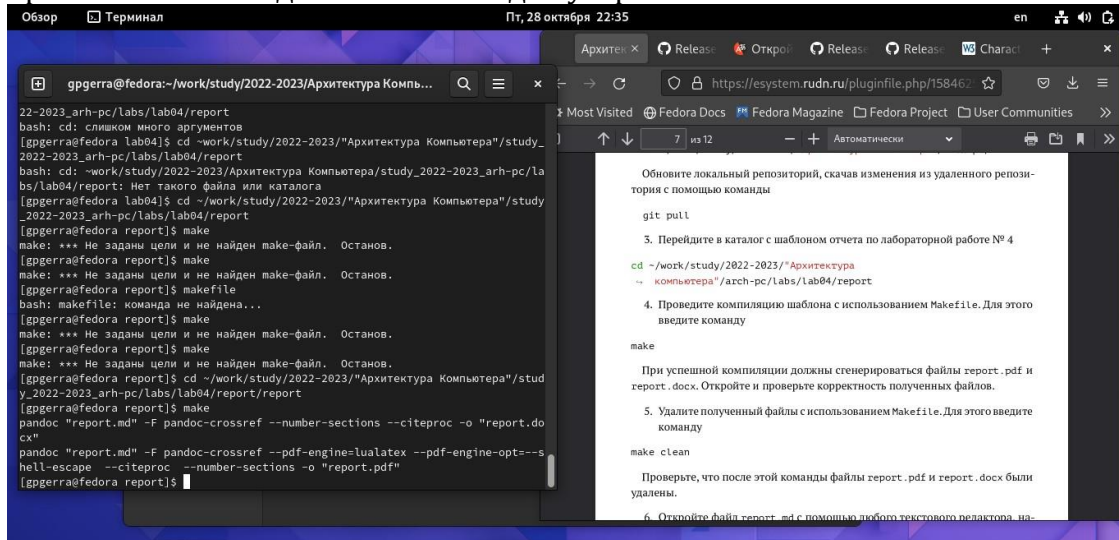 Обзор
Терминал
Пт, 28 октября 22:35
en
gpgerra@fedora:~/work/study/2022-2023/Архитектура Компь...
22-2023_arh-pc/labs/lab04/report
bash: cd: слишком много аргументов
[gpgerra@fedora lab04]$ cd ~work/study/2022-2023/"Архитектура Компьютера"/study_
2022-2023_arh-pc/labs/lab04/report
bash: cd: ~work/study/2022-2023/Архитектура Компьютера/study_2022-2023_arh-pc/la
bs/lab04/report: Нет такого файла или каталога
[gpgerra@fedora lab04]$ cd ~/work/study/2022-2023/"Архитектура Компьютера"/study
_2022-2023_arh-pc/labs/lab04/report
[gpgerra@fedora report]$ make
make: *** Не заданы цели и не найден make-файл.  Останов.
[gpgerra@fedora report]$ make
make: *** Не заданы цели и не найден make-файл.  Останов.
[gpgerra@fedora report]$ makefile
bash: makefile: команда не найдена...
[gpgerra@fedora report]$ make
make: *** Не заданы цели и не найден make-файл.  Останов.
[gpgerra@fedora report]$ make
make: *** Не заданы цели и не найден make-файл.  Останов.
[gpgerra@fedora report]$ cd ~/work/study/2022-2023/"Архитектура Компьютера"/stud
y_2022-2023_arh-pc/labs/lab04/report/report
[gpgerra@fedora report]$ make
pandoc "report.md" -F pandoc-crossref --number-sections --citeproc -o "report.do
cx"
pandoc "report.md" -F pandoc-crossref --pdf-engine=lualatex --pdf-engine-opt=--s
hell-escape  --citeproc  --number-sections -o "report.pdf"
[gpgerra@fedora report]$
Архитек
Release
Откро
Release
Release
Charact
https://esystem.rudn.ru/pluginfile.php/158462
Most Visited
Fedora Docs
Fedora Magazine
Fedora Project
User Communities
7 из 12
Автоматически
Обновите локальный репозиторий, скачав изменения из удаленного репози-
тория с помощью команды
git pull
3. Перейдите в каталог с шаблоном отчета по лабораторной работе № 4
cd ~/work/study/2022-2023/"Архитектура
↪ компьютера"/arch-pc/labs/lab04/report
4. Проведите компиляцию шаблона с использованием Makefile. Для этого
введите команду
make
При успешной компиляции должны сгенерироваться файлы report.pdf и
report.docx. Откройте и проверьте корректность полученных файлов.
5. Удалите полученный файлы с использованием Makefile. Для этого введите
команду
make clean
Проверьте, что после этой команды файлы report.pdf и report.docx были
удалены.
6. Откройте файл report.md с помощью любого текстового редактора, на-